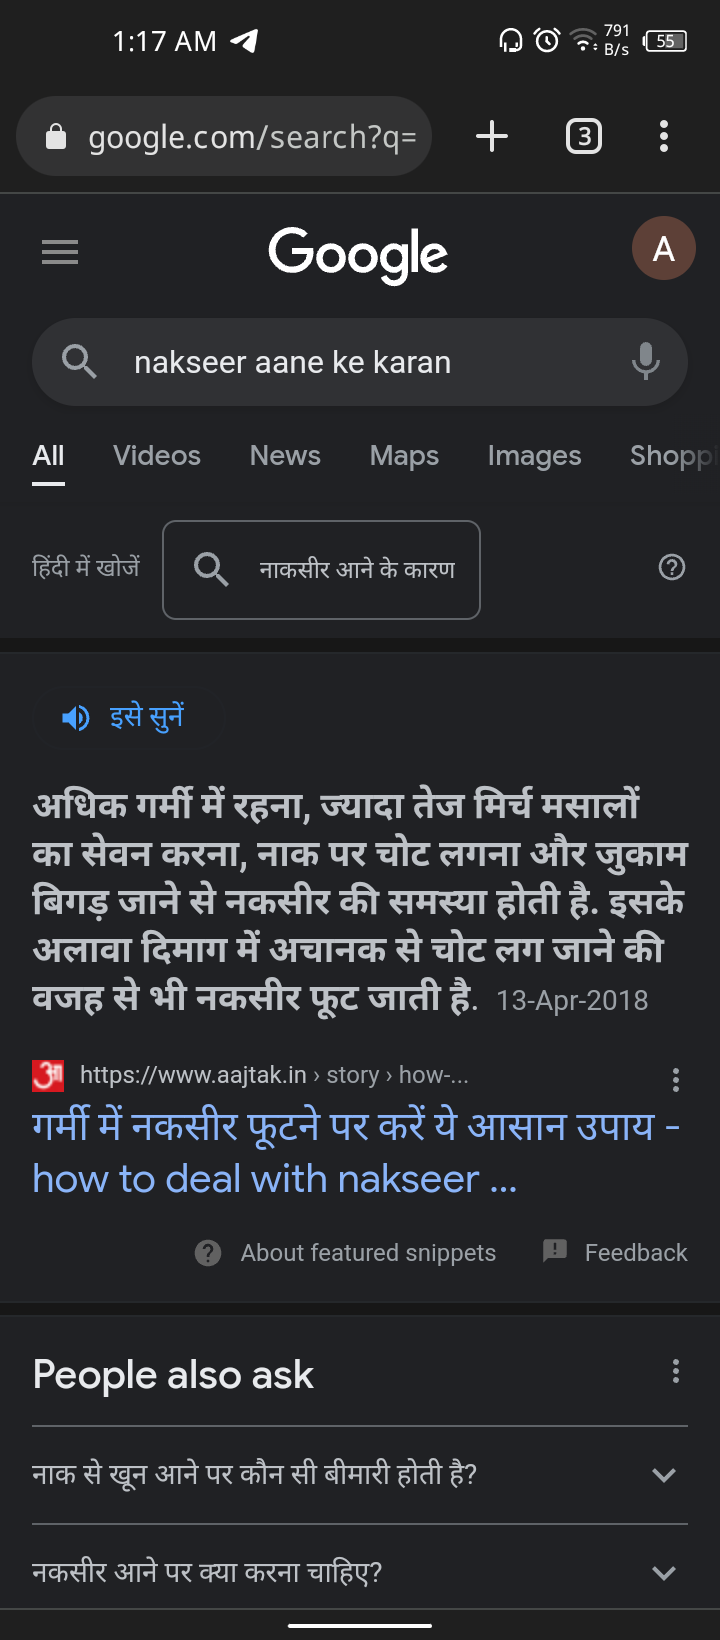 1:17 AM
791
B/s
55
google.com/search?q=
3
Google
A
nakseer aane ke karan
All Videos News Maps Images Shopp
हिंदी में खोजें
नाकसीर आने के कारण
इसे सुनें
अधिक गर्मी में रहना, ज्यादा तेज मिर्च मसालों
का सेवन करना, नाक पर चोट लगना और जुकाम
बिगड़ जाने से नकसीर की समस्या होती है. इसके
अलावा दिमाग में अचानक से चोट लग जाने की
वजह से भी नकसीर फूट जाती है. 13-Apr-2018
आ
https://www.aajtak.in › story › how-...
गर्मी में नकसीर फूटने पर करें ये आसान उपाय -
how to deal with nakseer ...
About featured snippets
Feedback
People also ask
नाक से खून आने पर कौन सी बीमारी होती है?
नकसीर आने पर क्या करना चाहिए?